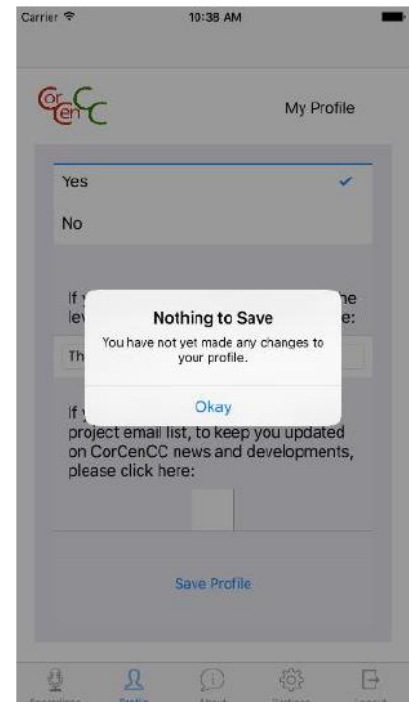 Carrier 10:38 AM
CorCenCC
My Profile
Yes
No
If y he
lev e:
Nothing to Save
You have not yet made any changes to
your profile.
Th
Okay
If y
project email list, to keep you updated
on CorCenCC news and developments,
please click here:
Save Profile
Profile About